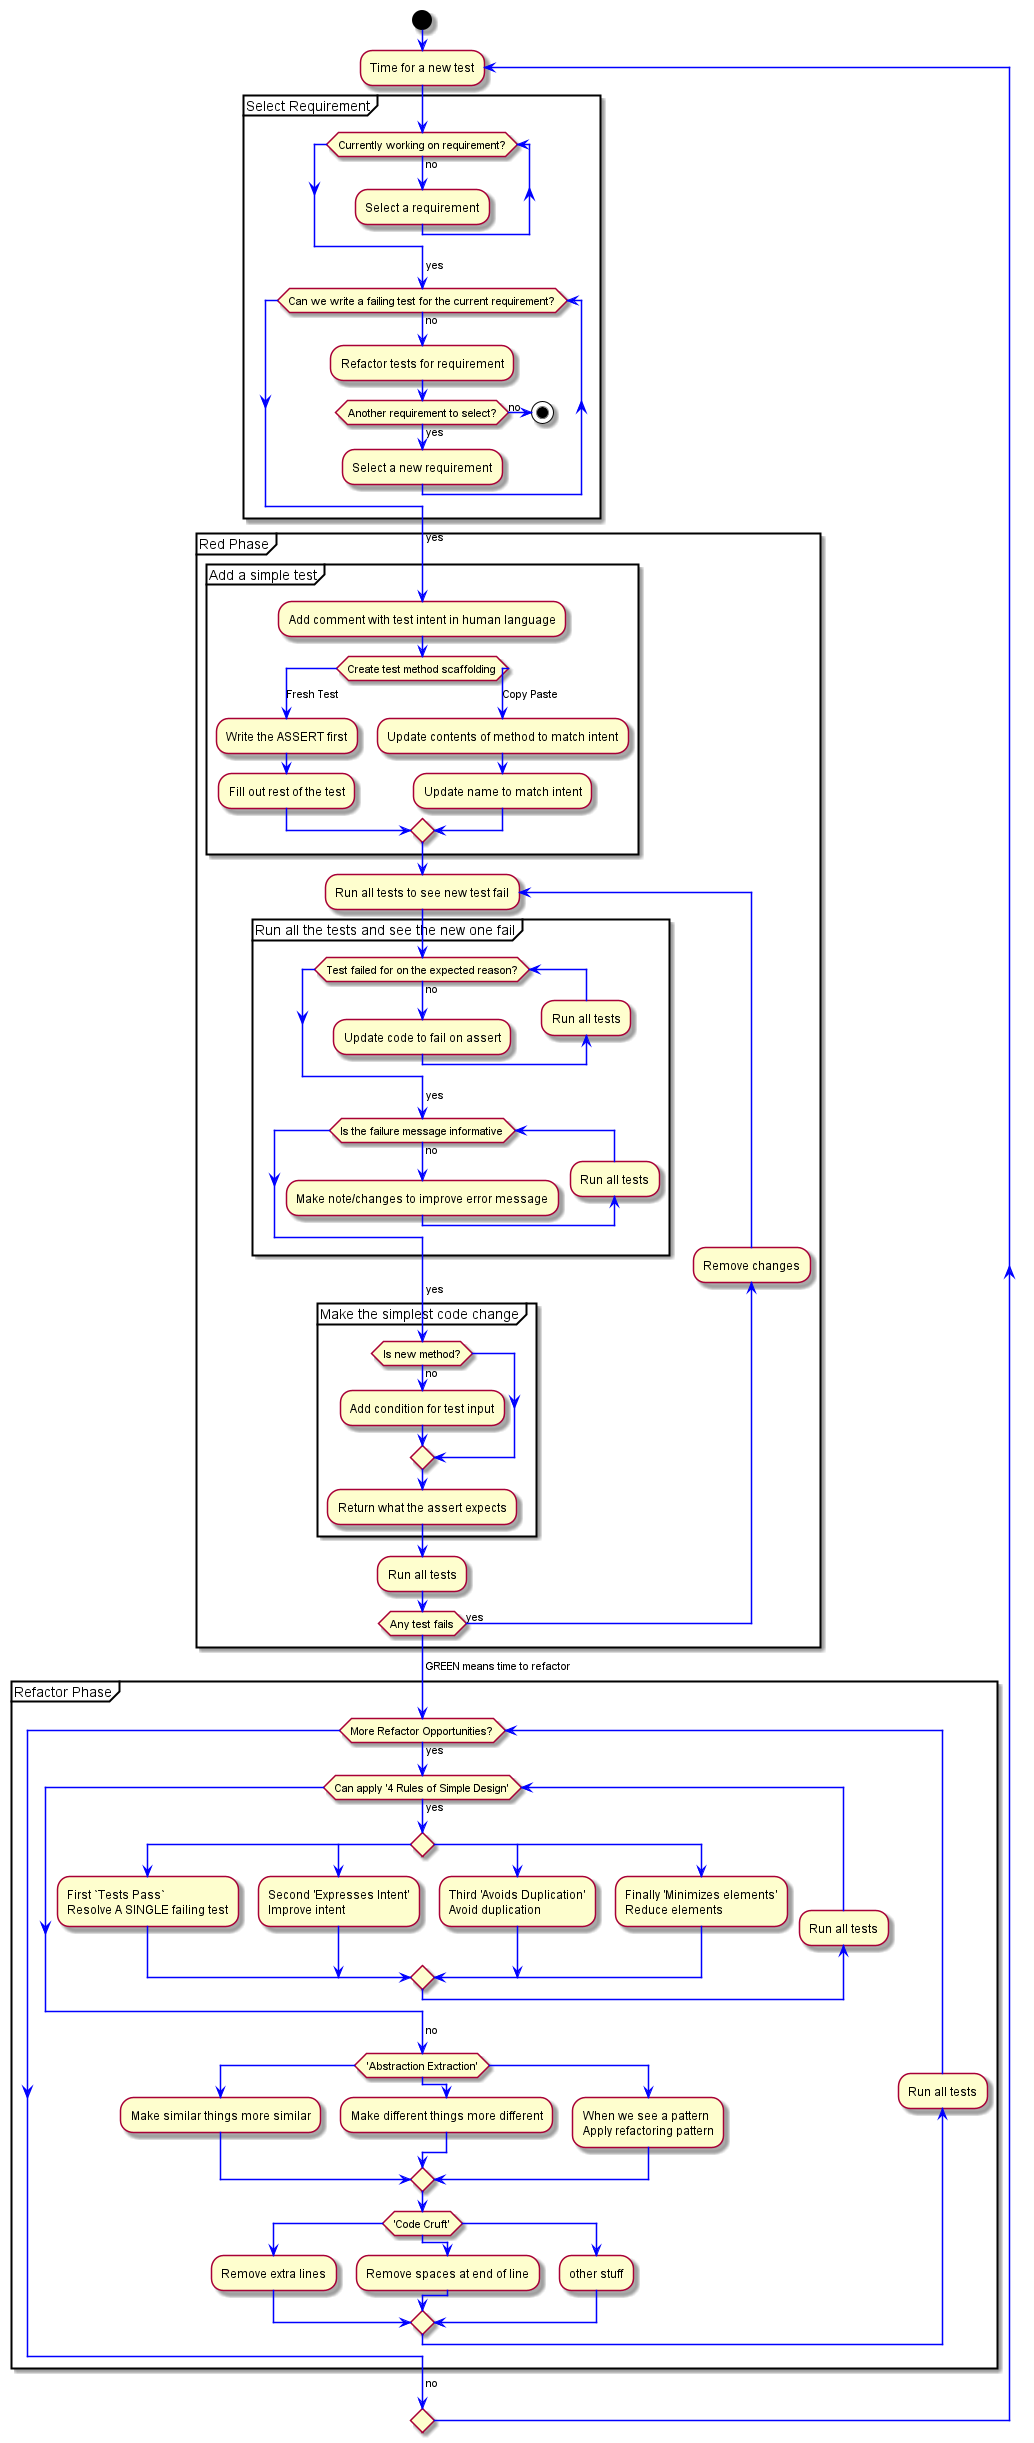 Time for a new test
Select Requirement
Currently working on requirement?
no
Select a requirement
yes
Can we write a failing test for the current requirement?
no
Refactor tests for requirement
Another requirement to select?
no
yes
Select a new requirement
yes
Red Phase
Add a simple test
Add comment with test intent in human language
Create test method scaffolding
Fresh Test
Copy Paste
Write the ASSERT first
Update contents of method to match intent
Fill out rest of the test
Update name to match intent
Run all tests to see new test fail
Run all the tests and see the new one fail
Test failed for on the expected reason?
no
Run all tests
Update code to fail on assert
yes
Is the failure message informative
no
Run all tests
Make note/changes to improve error message
Remove changes
yes
Make the simplest code change
Is new method?
no
Add condition for test input
Return what the assert expects
Run all tests
Any test fails
yes
GREEN means time to refactor
Refactor Phase
More Refactor Opportunities?
yes
Can apply '4 Rules of Simple Design'
yes
First `Tests Pass`
Resolve A SINGLE failing test
Second 'Expresses Intent'
Improve intent
Third 'Avoids Duplication'
Avoid duplication
Finally 'Minimizes elements'
Reduce elements
Run all tests
no
'Abstraction Extraction'
Run all tests
Make similar things more similar
Make different things more different
When we see a pattern
Apply refactoring pattern
'Code Cruft'
Remove extra lines
Remove spaces at end of line
other stuff
no